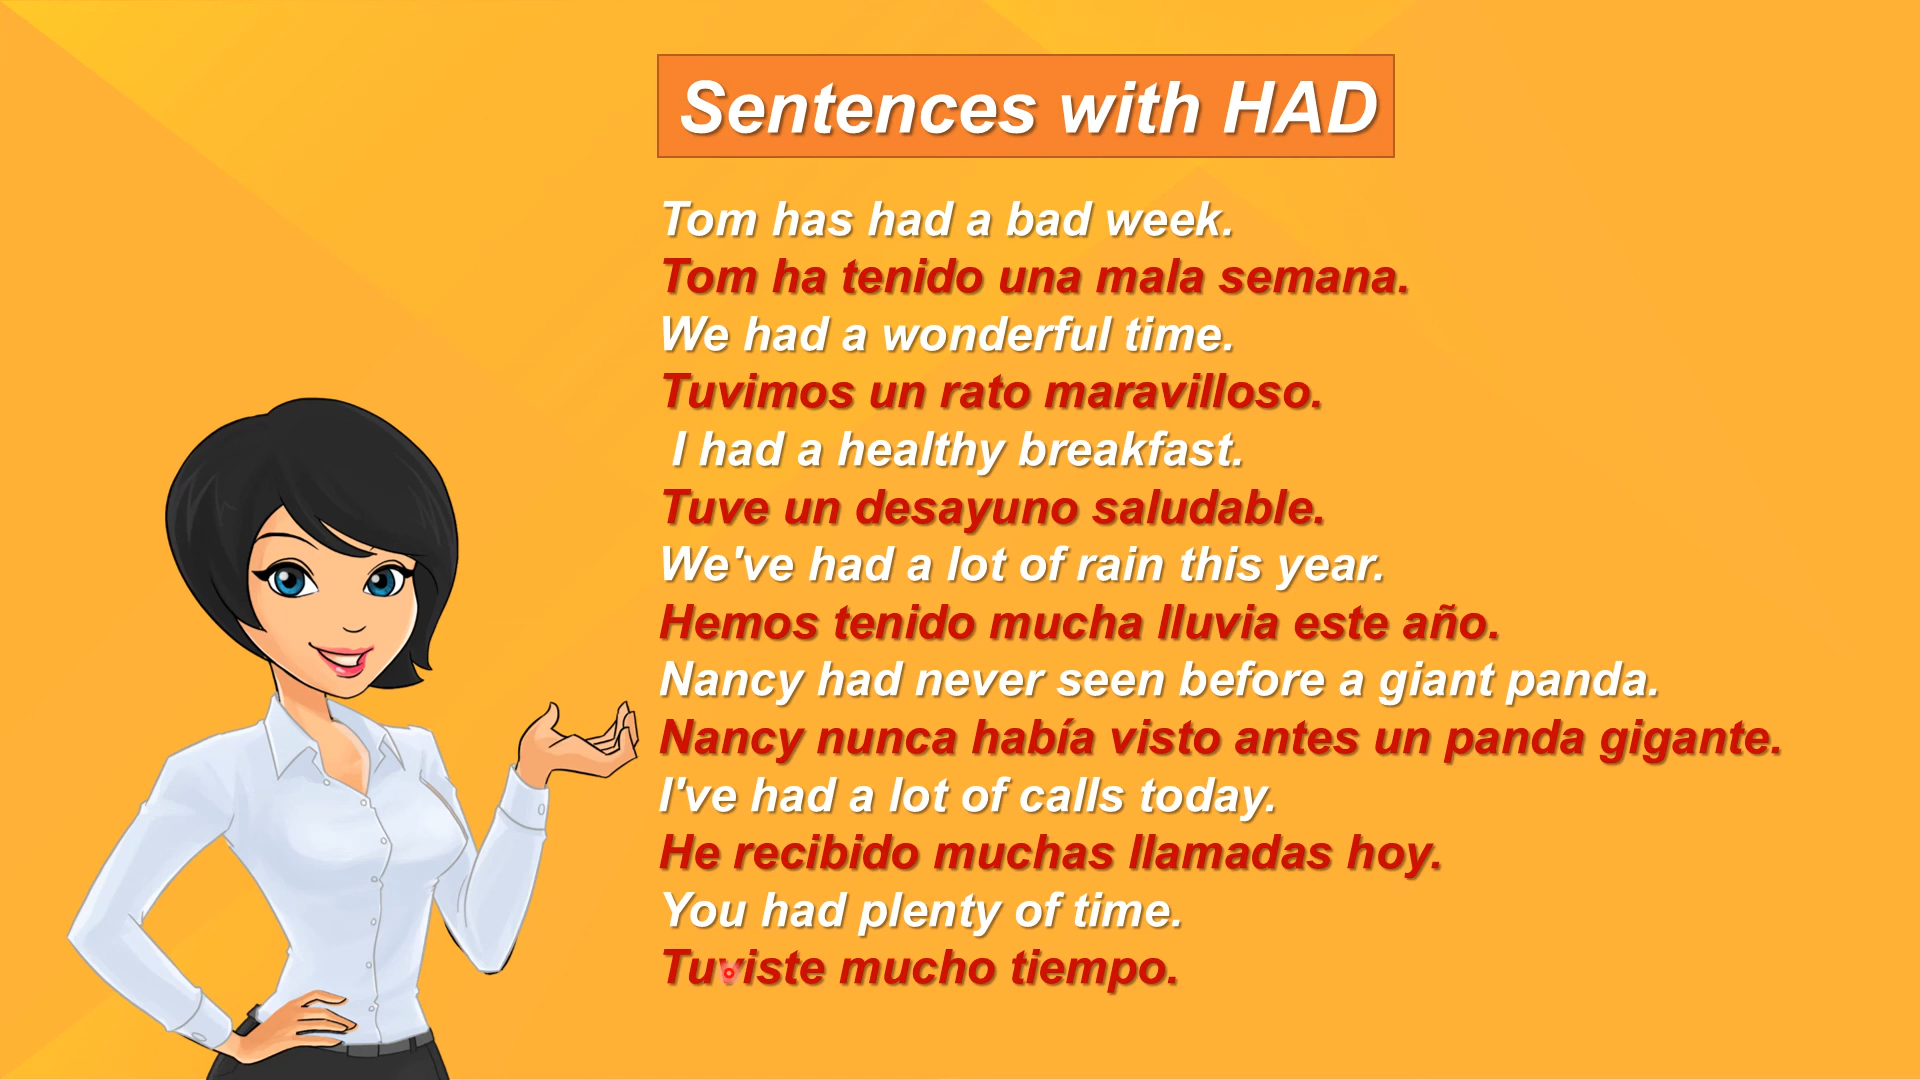 Sentences with HAD
Tom has had a bad week.
Tom ha tenido una mala semana.
We had a wonderful time.
Tuvimos un rato maravilloso.
I had a healthy breakfast.
Tuve un desayuno saludable.
We've had a lot of rain this year.
Hemos tenido mucha lluvia este año.
Nancy had never seen before a giant panda.
Nancy nunca había visto antes un panda gigante.
I've had a lot of calls today.
He recibido muchas llamadas hoy.
You had plenty of time.
Tuviste mucho tiempo.